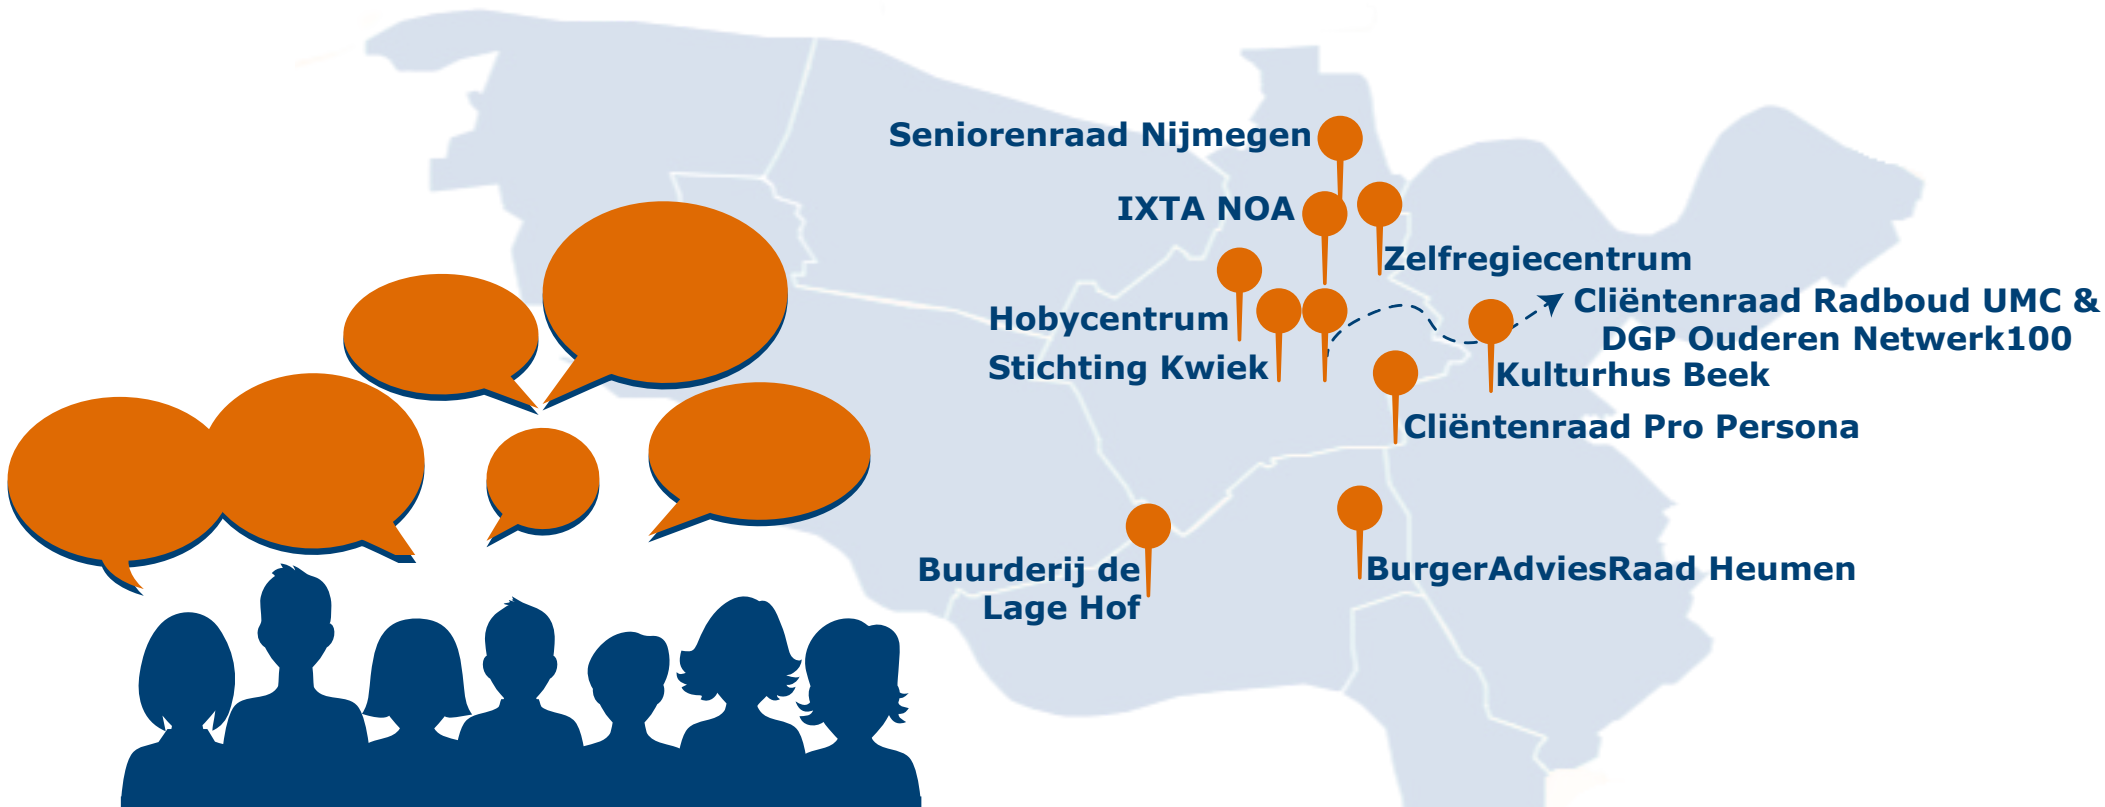 Seniorenraad Nijmegen
IXTA NOA
Zelfregiecentrum
Hobycentrum
Cliëntenraad Radboud UMC &
DGP Ouderen Netwerk100
Stichting Kwiek
Kulturhus Beek
Cliëntenraad Pro Persona
Buurderij de
Lage Hof
BurgerAdviesRaad Heumen